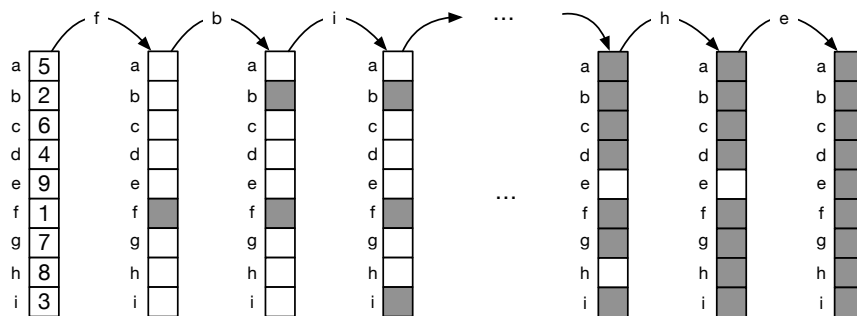 f b i ... h e
a 5 a a a a a a
b 2 b b b b b b
c 6 c c c c c c
d 4 d d d d d d
e 9 e e e e e e
... 
f 1 f f f f f f
g 7 g g g g g g
h 8 h h h h h h
i 3 i i i i i i